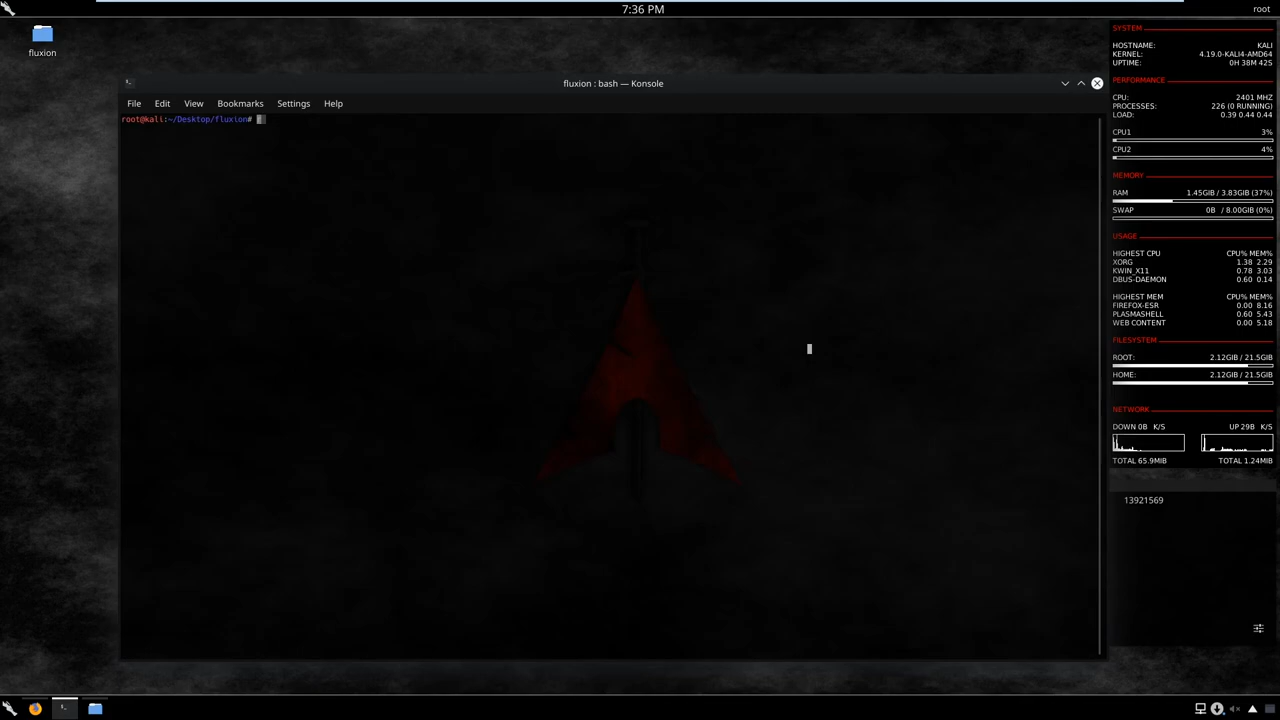 7:36 PM
root
fluxion
fluxion : bash — Konsole
File Edit View Bookmarks Settings Help
root@kali:~/Desktop/fluxion#
SYSTEM
HOSTNAME: KALI
KERNEL: 4.19.0-KALI4-AMD64
UPTIME: 0H 38M 42S
PERFORMANCE
CPU: 2401 MHZ
PROCESSES: 226 (0 RUNNING)
LOAD: 0.39 0.44 0.44
CPU1 3%
CPU2 4%
MEMORY
RAM 1.45GIB / 3.83GIB (37%)
SWAP 0B / 8.00GIB (0%)
USAGE
HIGHEST CPU CPU% MEM%
XORG 1.38 2.29
KWIN_X11 0.78 3.03
DBUS-DAEMON 0.60 0.14
HIGHEST MEM CPU% MEM%
FIREFOX-ESR 0.00 8.16
PLASMASHELL 0.60 5.43
WEB CONTENT 0.00 5.18
FILESYSTEM
ROOT: 2.12GIB / 21.5GIB
HOME: 2.12GIB / 21.5GIB
NETWORK
DOWN 0B K/S UP 29B K/S
TOTAL 65.9MIB TOTAL 1.24MIB
13921569